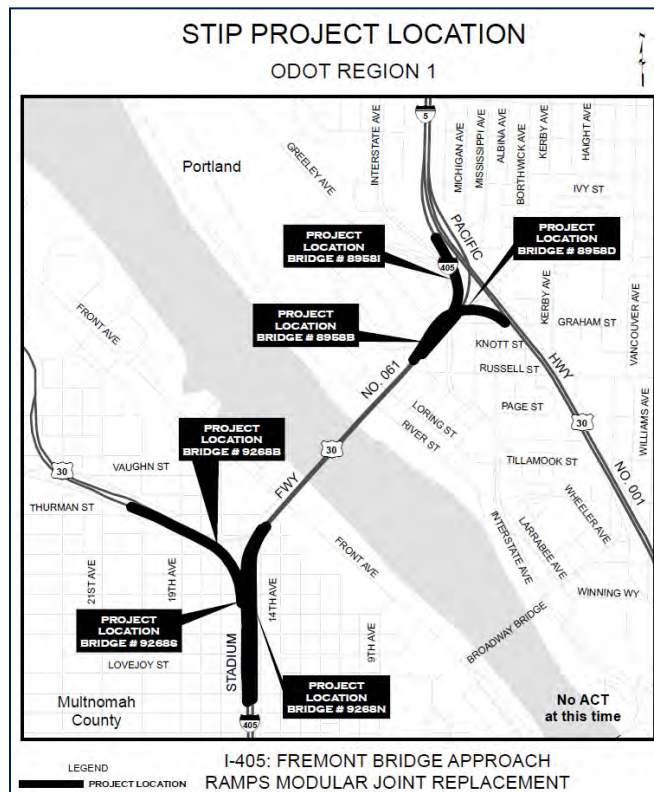 STIP PROJECT LOCATION
ODOT REGION 1
N
5
Portland
GREELEY AVE
INTERSTATE AVE
MICHIGAN AVE
MISSISSIPPI AVE
ALBINA AVE
BORTHWICK AVE
KERBY AVE
HAIGHT AVE
IVY ST
PACIFIC
PROJECT
LOCATION
BRIDGE # 8958I
405
PROJECT
LOCATION
BRIDGE # 8958D
FRONT AVE
PROJECT
LOCATION
BRIDGE # 8958B
KERBY AVE
GRAHAM ST
VANCOUVER AVE
KNOTT ST
HWY
RUSSELL ST
NO. 061
LORING ST
RIVER ST
PAGE ST
30
WILLIAMS AVE
PROJECT
LOCATION
BRIDGE # 9268B
30
VAUGHN ST
30
TILLAMOOK ST
NO. 001
FWY
THURMAN ST
WHEELER AVE
INTERSTATE AVE
LARRABEE AVE
FRONT AVE
21ST AVE
19TH AVE
14TH AVE
WINNING WY
PROJECT
LOCATION
BRIDGE # 9268S
9TH AVE
BROADWAY BRIDGE
LOVEJOY ST
STADIUM
PROJECT
LOCATION
BRIDGE # 9268N
Multnomah
County
405
No ACT
at this time
LEGEND
PROJECT LOCATION
I-405: FREMONT BRIDGE APPROACH
RAMPS MODULAR JOINT REPLACEMENT